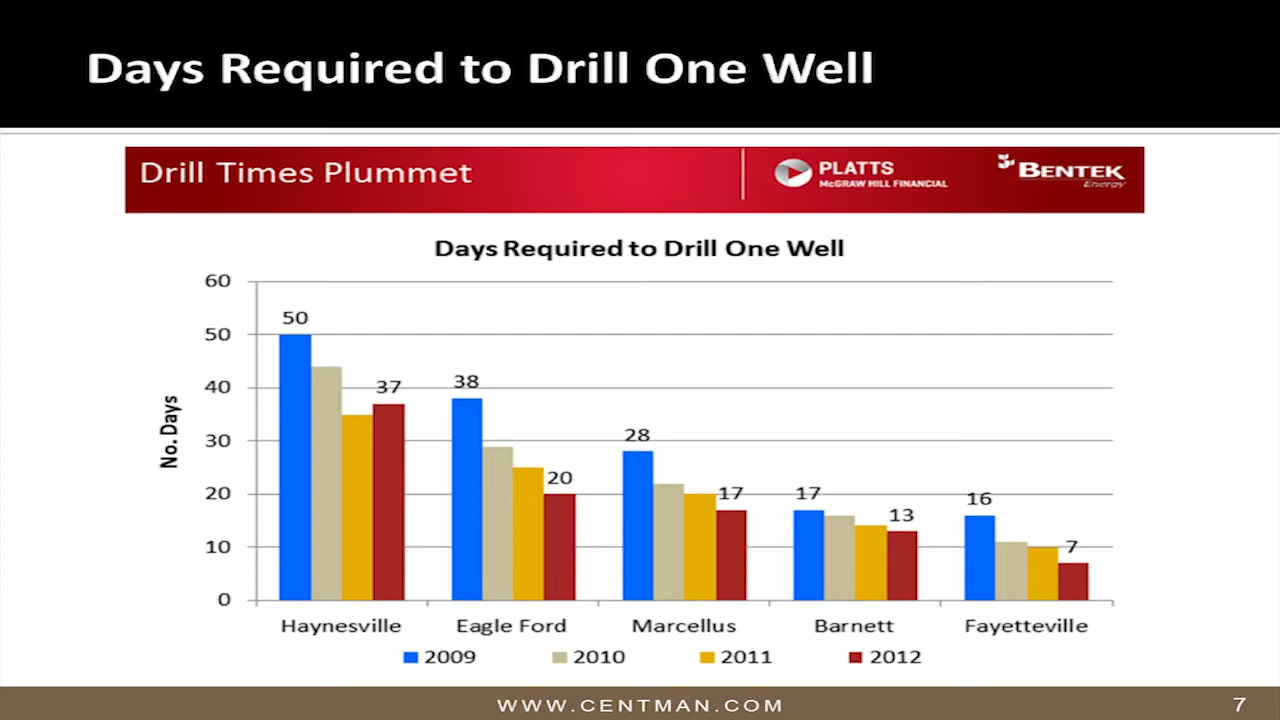 Days Required to Drill One Well
Drill Times Plummet
PLATTS
McGRAW HILL FINANCIAL
BENTEK
Energy
Days Required to Drill One Well
No. Days
60
50
40
30
20
10
0
50
37
38
20
28
17
17
13
16
7
Haynesville Eagle Ford Marcellus Barnett Fayetteville
2009 2010 2011 2012
WWW.CENTMAN.COM
7